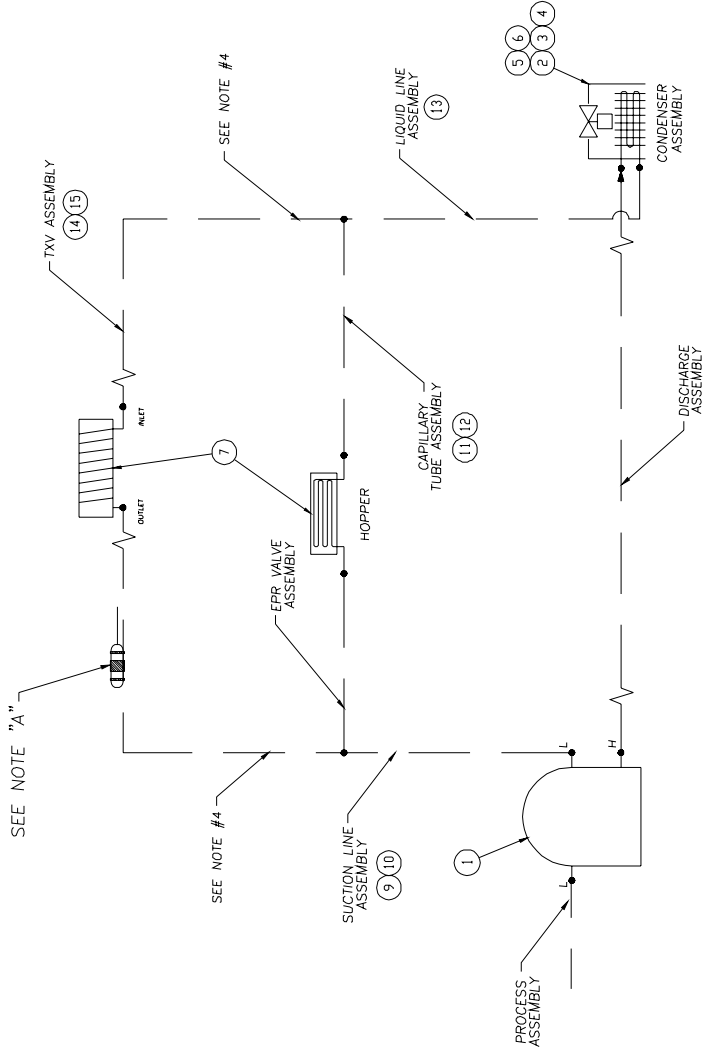 SEE NOTE "A"
TXV ASSEMBLY
14 15
SEE NOTE #4
OUTLET
INLET
7
SEE NOTE #4
EPR VALVE
ASSEMBLY
HOPPER
CAPILLARY
TUBE ASSEMBLY
11 12
LIQUID LINE
ASSEMBLY
13
SUCTION LINE
ASSEMBLY
9 10
5 6
2 3 4
CONDENSER
ASSEMBLY
1
L
L
H
PROCESS
ASSEMBLY
DISCHARGE
ASSEMBLY